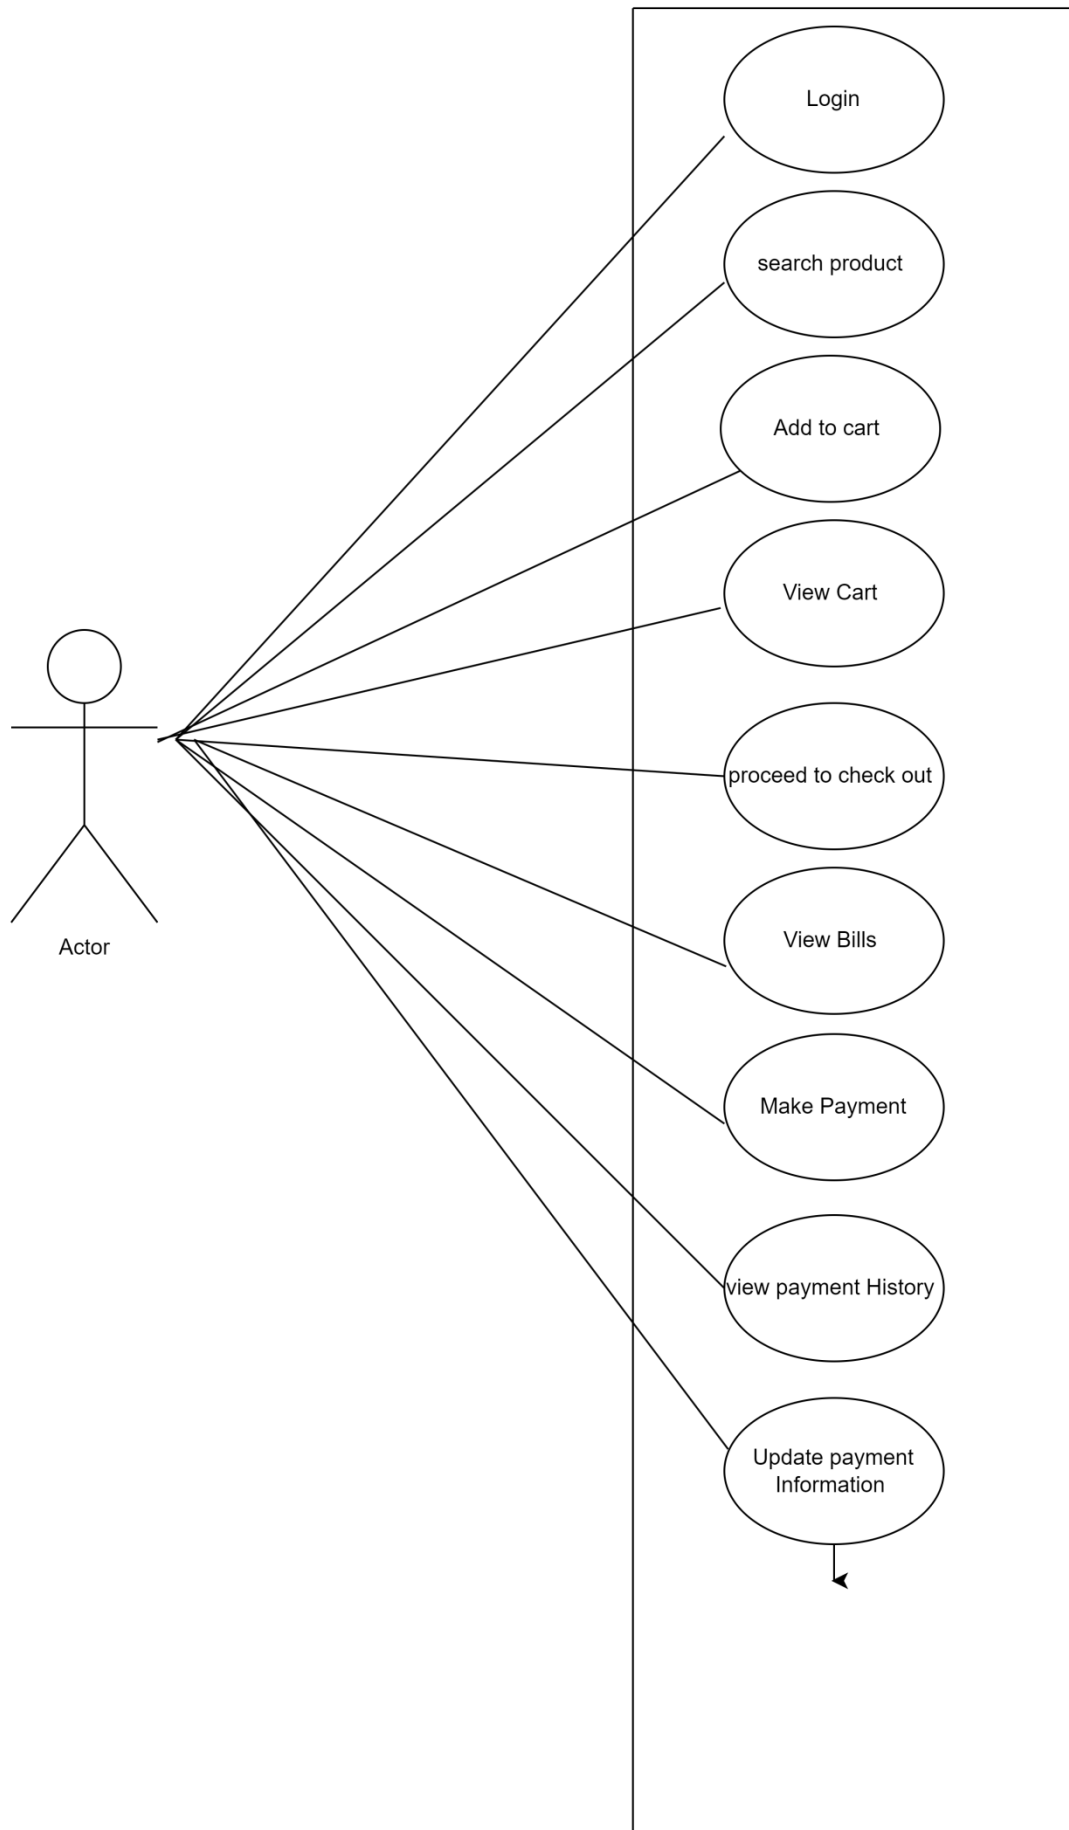 Login
search product
Add to cart
View Cart
proceed to check out
Actor
View Bills
Make Payment
view payment History
Update payment
Information